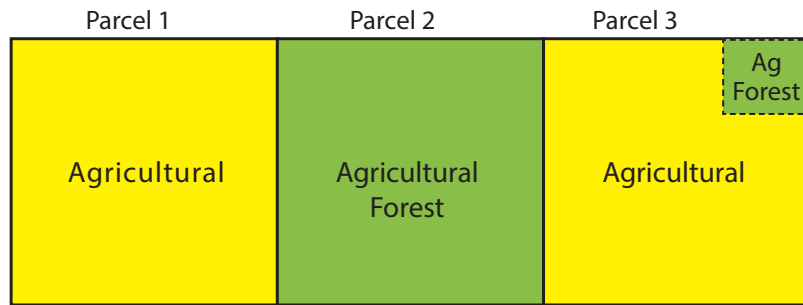 Parcel 1
Parcel 2
Parcel 3
Ag
Forest
Agricultural
Agricultural
Forest
Agricultural